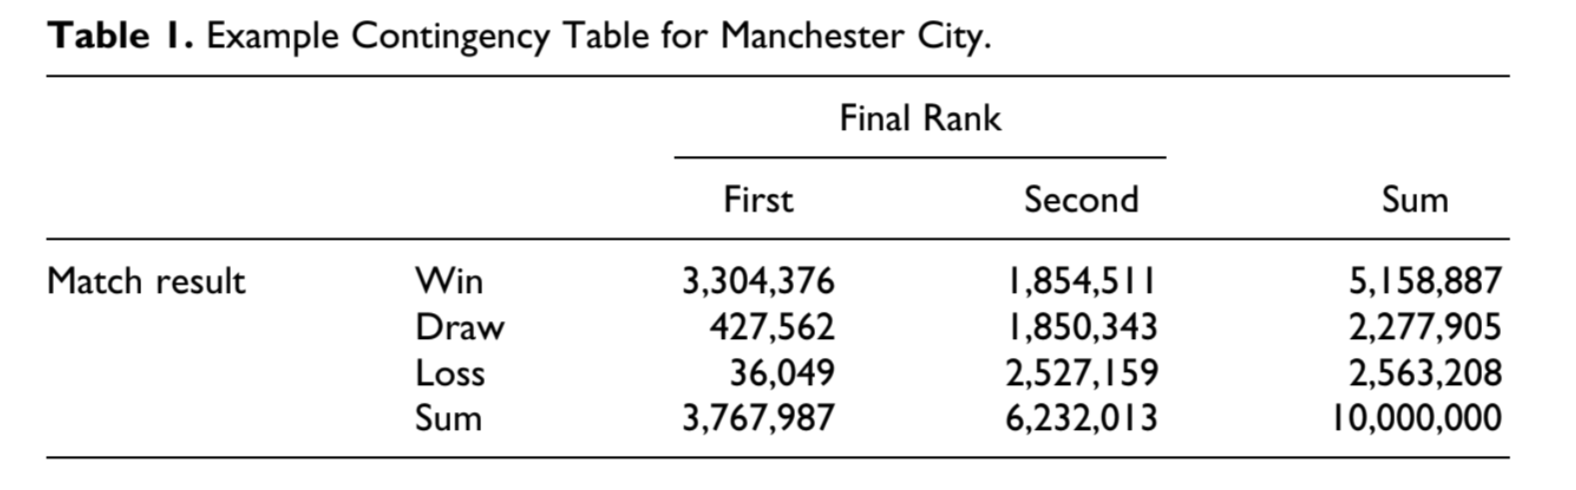 Table 1. Example Contingency Table for Manchester City.
Final Rank
First Second Sum
Match result Win 3,304,376 1,854,511 5,158,887
Draw 427,562 1,850,343 2,277,905
Loss 36,049 2,527,159 2,563,208
Sum 3,767,987 6,232,013 10,000,000